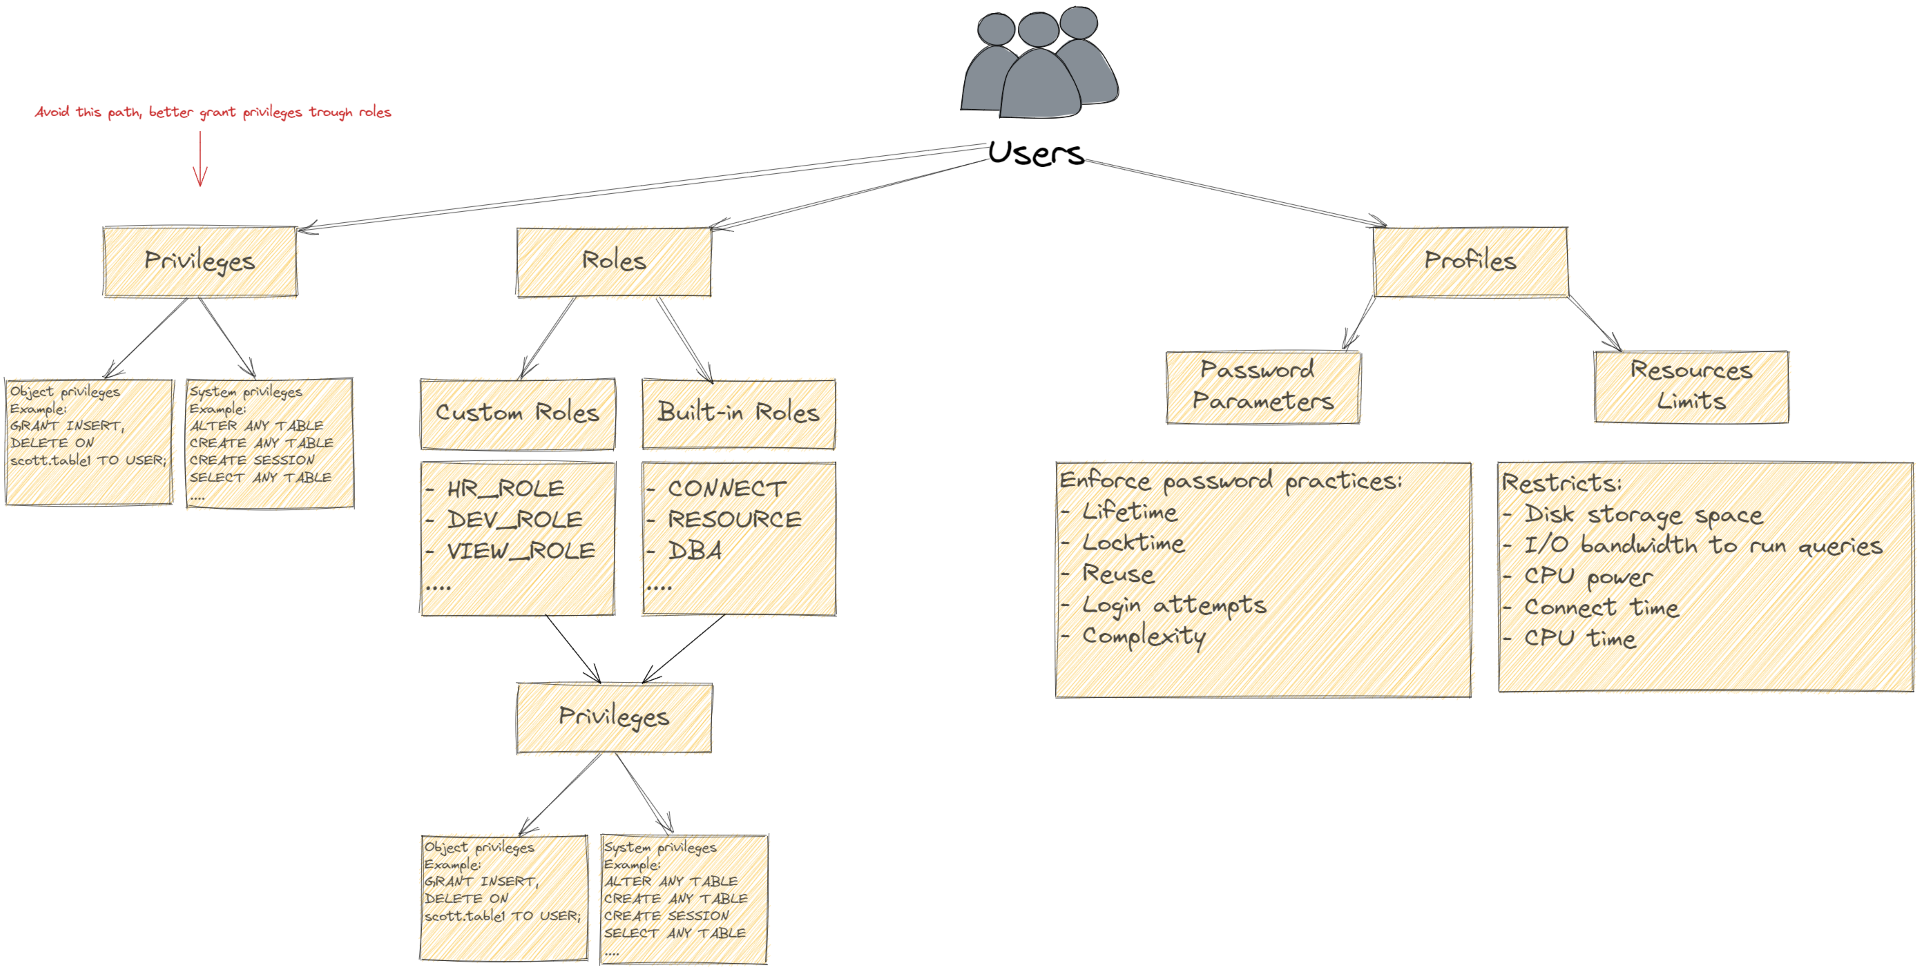 Avoid this path, better grant privileges trough roles
Users
Privileges
Roles
Profiles
Object privileges
Example:
GRANT INSERT,
DELETE ON
scott.table1 TO USER;
System privileges
Example:
ALTER ANY TABLE
CREATE ANY TABLE
CREATE SESSION
SELECT ANY TABLE
....
Custom Roles
- HR_ROLE
- DEV_ROLE
- VIEW_ROLE
....
Built-in Roles
- CONNECT
- RESOURCE
- DBA
....
Privileges
Object privileges
Example:
GRANT INSERT,
DELETE ON
scott.table1 TO USER;
System privileges
Example:
ALTER ANY TABLE
CREATE ANY TABLE
CREATE SESSION
SELECT ANY TABLE
....
Password
Parameters
Enforce password practices:
- Lifetime
- Locktime
- Reuse
- Login attempts
- Complexity
Resources
Limits
Restricts:
- Disk storage space
- I/O bandwidth to run queries
- CPU power
- Connect time
- CPU time